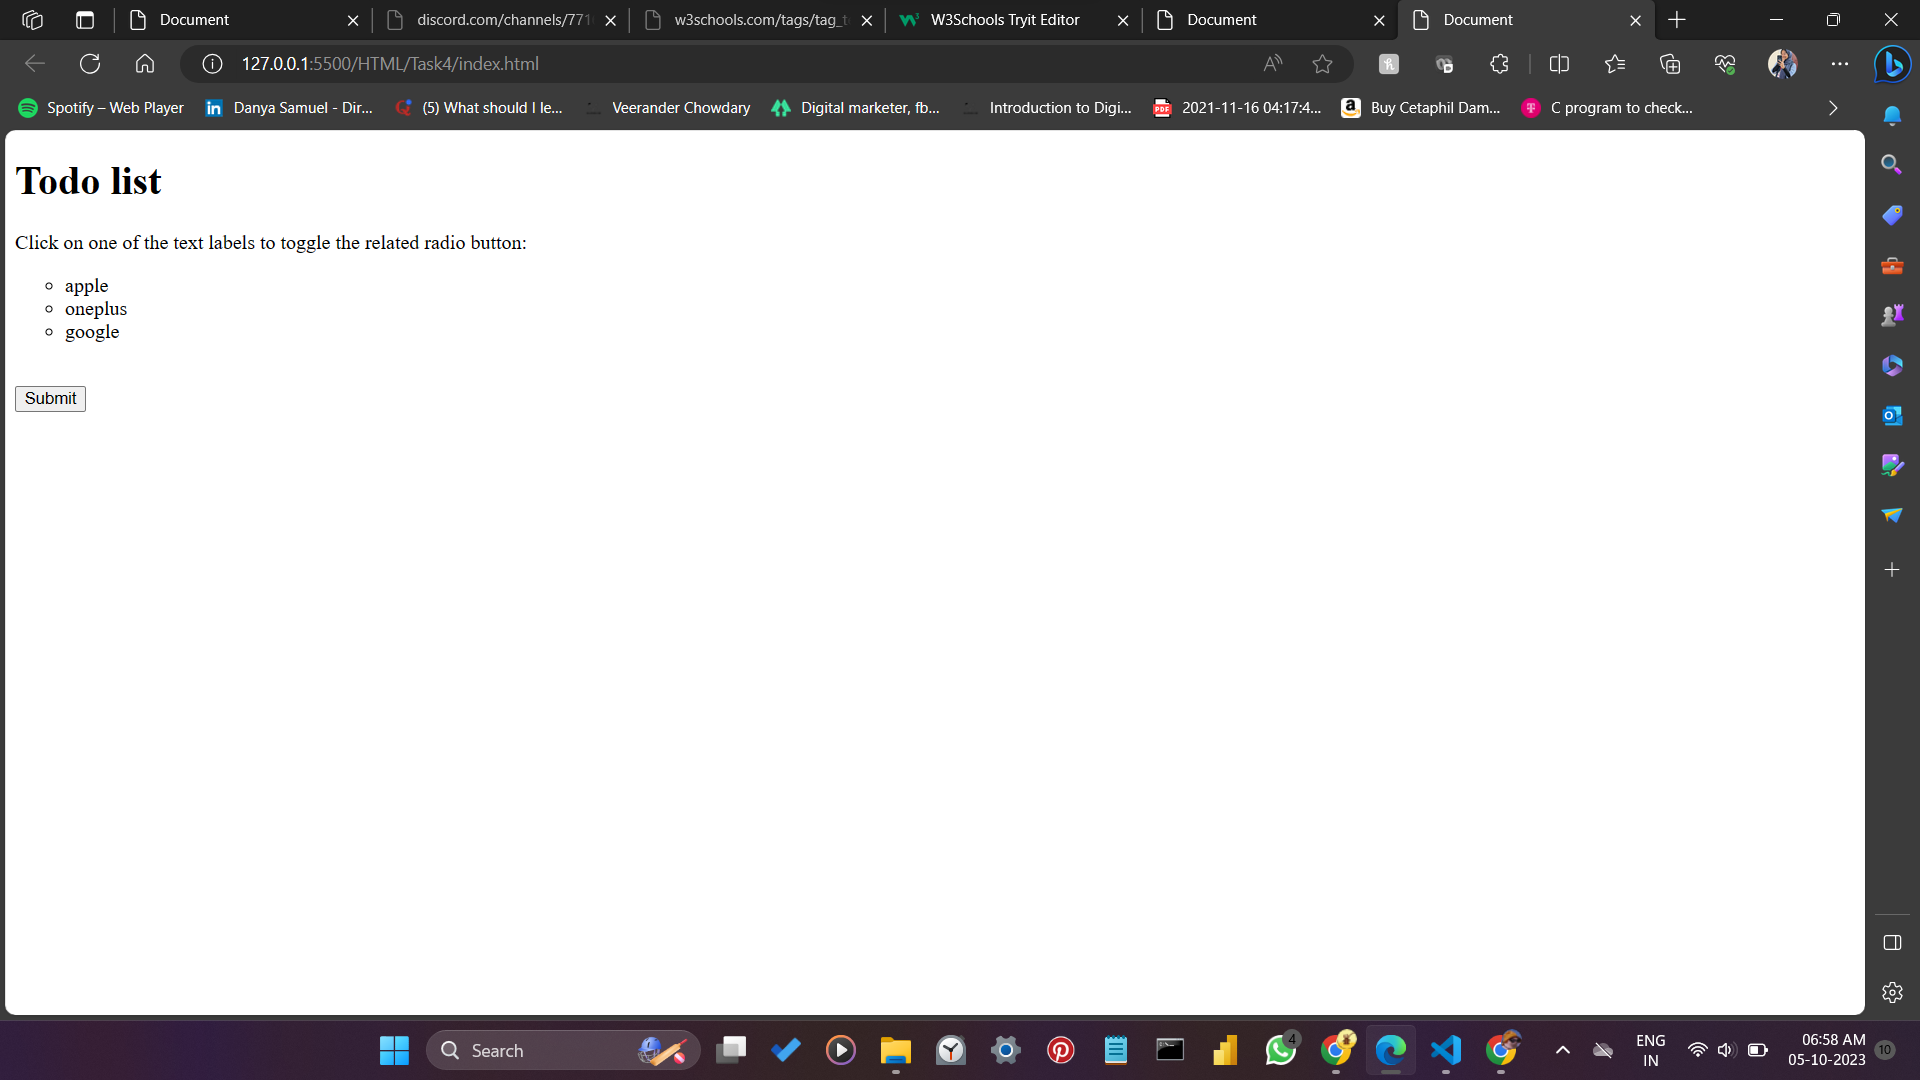 Document
discord.com/channels/771
w3schools.com/tags/tag_t
W3Schools Tryit Editor
Document
Document
127.0.0.1:5500/HTML/Task4/index.html
Spotify – Web Player
Danya Samuel - Dir...
(5) What should I le...
Veerander Chowdary
Digital marketer, fb...
Introduction to Digi...
2021-11-16 04:17:4...
Buy Cetaphil Dam...
C program to check...
Todo list
Click on one of the text labels to toggle the related radio button:
apple
oneplus
google
Submit
Search
4
ENG
IN
06:58 AM
05-10-2023
10